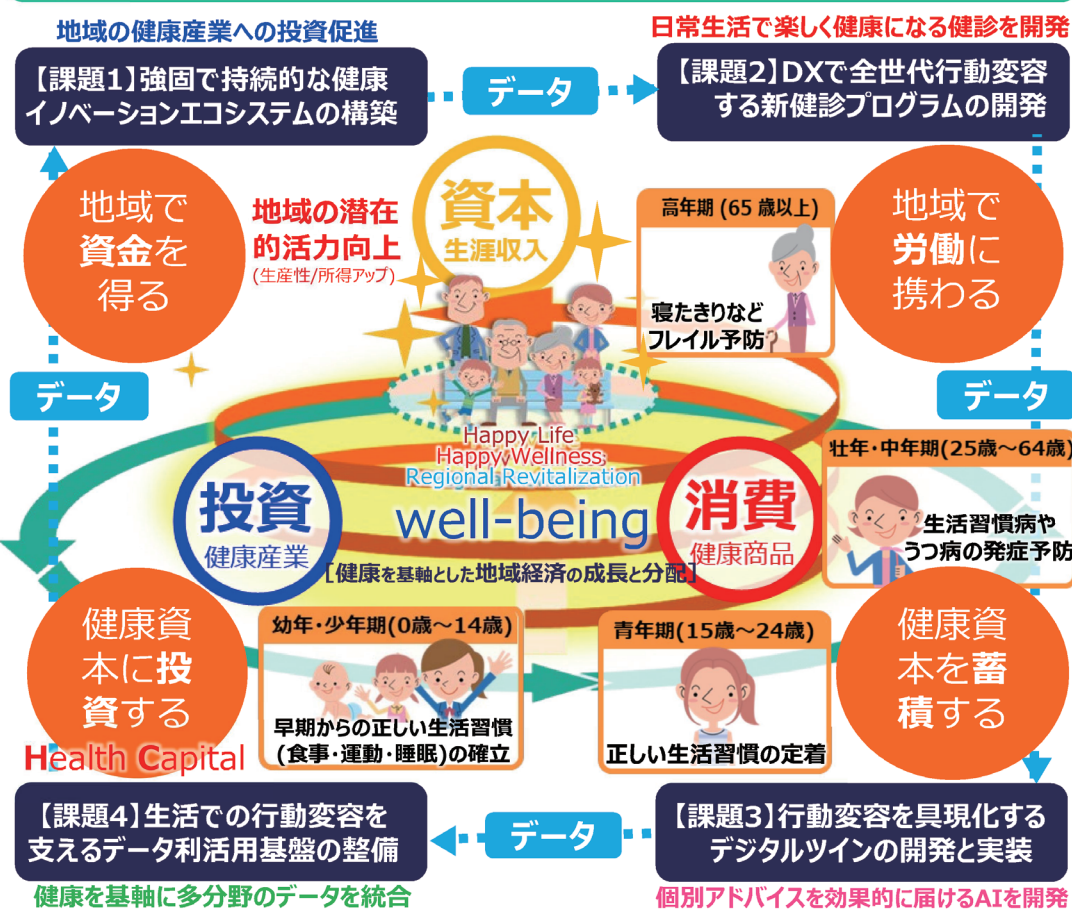 地域の健康産業への投資促進
日常生活で楽しく健康になる健診を開発
【課題1】強固で持続的な健康
イノベーションエコシステムの構築
データ
【課題2】DXで全世代行動変容
する新健診プログラムの開発
地域で
資金を
得る
地域の潜在
的活力向上
(生産性/所得アップ)
資本
生涯収入
高年期 (65 歳以上)
寝たきりなど
フレイル予防
地域で
労働に
携わる
データ
データ
Happy Life
Happy Wellness
Regional Revitalization
well-being
[健康を基軸とした地域経済の成長と分配]
投資
健康産業
消費
健康商品
壮年・中年期(25歳～64歳)
生活習慣病や
うつ病の発症予防
健康資
本に投
資する
Health Capital
幼年・少年期(0歳～14歳)
早期からの正しい生活習慣
(食事・運動・睡眠)の確立
青年期(15歳～24歳)
正しい生活習慣の定着
健康資
本を蓄
積する
【課題4】生活での行動変容を
支えるデータ利活用基盤の整備
データ
【課題3】行動変容を具現化する
デジタルツインの開発と実装
健康を基軸に多分野のデータを統合
個別アドバイスを効果的に届けるAIを開発